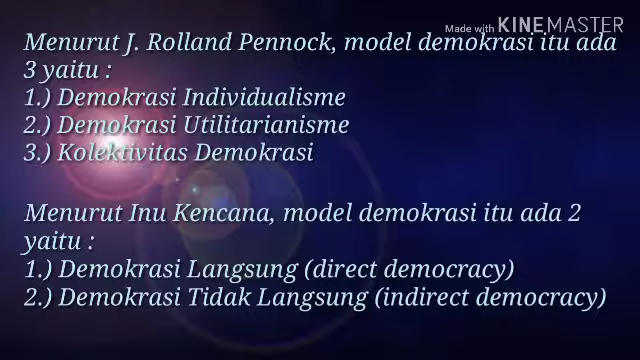 Made with KINEMASTER
Menurut J. Rolland Pennock, model demokrasi itu ada
3 yaitu :
1.) Demokrasi Individualisme
2.) Demokrasi Utilitarianisme
3.) Kolektivitas Demokrasi
Menurut Inu Kencana, model demokrasi itu ada 2
yaitu :
1.) Demokrasi Langsung (direct democracy)
2.) Demokrasi Tidak Langsung (indirect democracy)